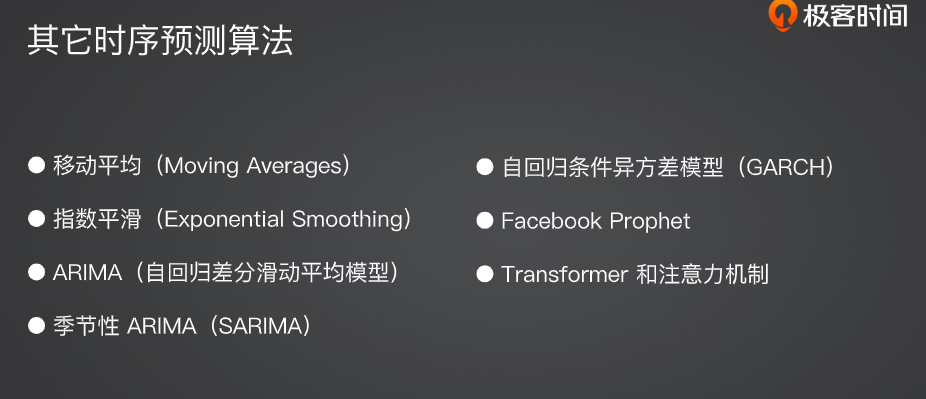 极客时间
其它时序预测算法
● 移动平均（Moving Averages）
● 指数平滑（Exponential Smoothing）
● ARIMA（自回归差分滑动平均模型）
● 季节性 ARIMA（SARIMA）
● 自回归条件异方差模型（GARCH）
● Facebook Prophet
● Transformer 和注意力机制